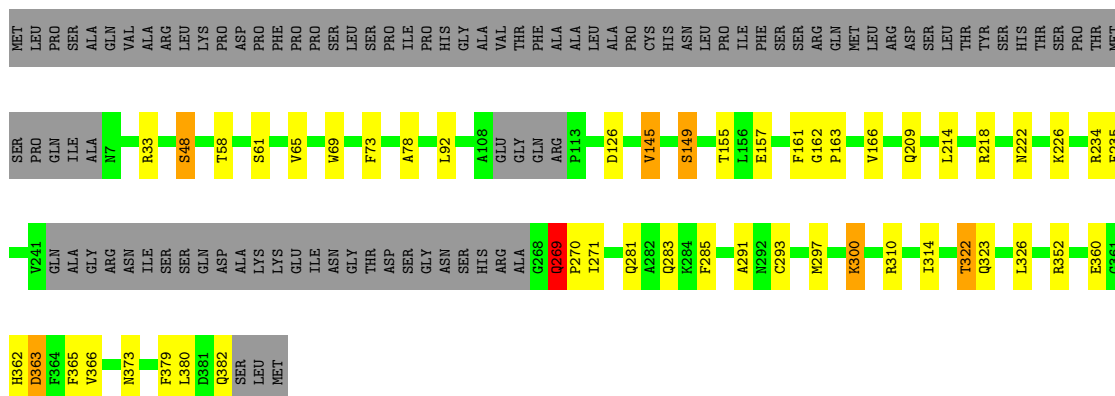 MET LEU PRO SER ALA GLN VAL ALA ARG LEU LYS PRO ASP PRO PHE PRO PRO SER LEU SER PRO ILE PRO HIS GLY ALA VAL THR PHE ALA ALA LEU ALA PRO CYS HIS ASN LEU PRO ILE PHE SER SER ARG GLN MET LEU ARG ASP SER LEU THR TYR SER HIS THR SER PRO THR MET
SER PRO GLN ILE ALA N7 R33 S48 T58 S61 V65 W69 F73 A78 L92 A108 GLU GLY GLN ARG P113 D126 V145 S149 T155 L156 E157 F161 G162 P163 V166 Q209 L214 R218 N222 K226 R234
V241 GLN ALA GLY ARG ASN ILE SER SER GLN ASP ALA LYS LYS GLU ILE ASN GLY THR ASP SER GLY ASN SER HIS ARG ALA G268 Q269 P270 I271 Q281 A282 Q283 K284 F285 A291 N292 C293 M297 K300 R310 I314 T322 Q323 L326 R352 E360 G361
H362 D363 F364 F365 V366 N373 F379 L380 D381 Q382 SER LEU MET